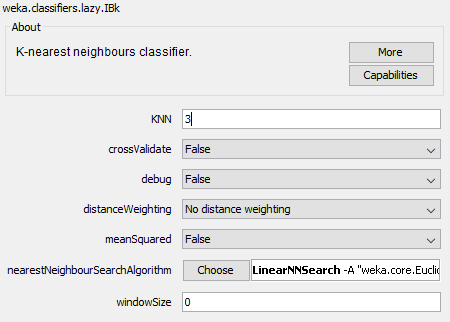 weka.classifiers.lazy.IBk
About
K-nearest neighbours classifier.
More
Capabilities
KNN 3
crossValidate False
debug False
distanceWeighting No distance weighting
meanSquared False
nearestNeighbourSearchAlgorithm Choose LinearNNSearch -A "weka.core.Euclid
windowSize 0